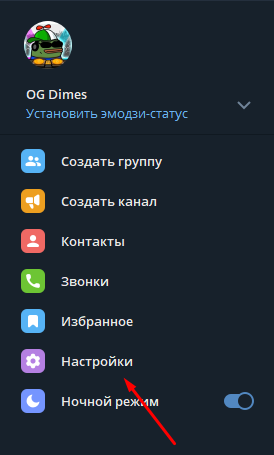 OG Dimes
Установить эмодзи-статус
Создать группу
Создать канал
Контакты
Звонки
Избранное
Настройки
Ночной режим